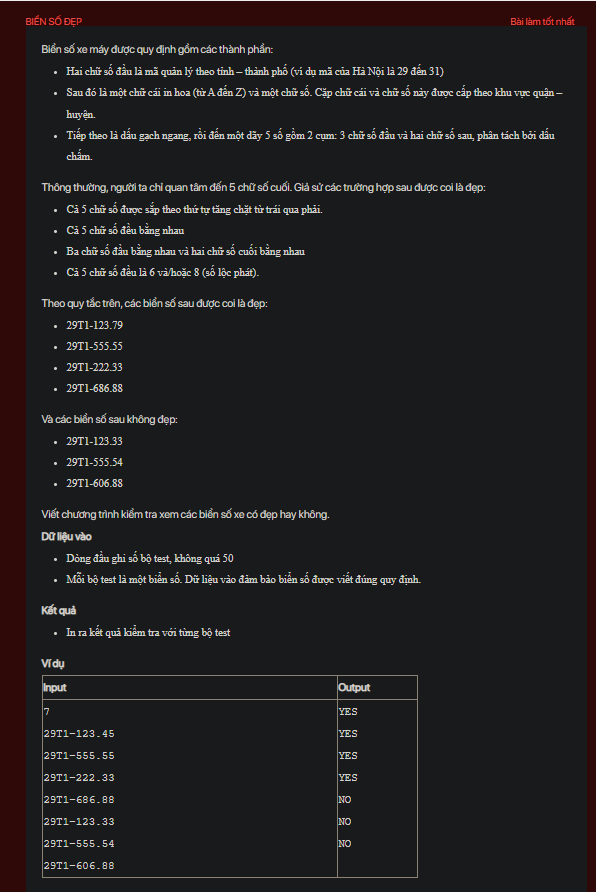 BIỂN SỐ ĐẸP Bài làm tốt nhất
Biển số xe máy được quy định gồm các thành phần:
Hai chữ số đầu là mã quản lý theo tỉnh – thành phố (ví dụ mã của Hà Nội là 29 đến 31)
Sau đó là một chữ cái in hoa (từ A đến Z) và một chữ số. Cặp chữ cái và chữ số này được cấp theo khu vực quận –
huyện.
Tiếp theo là dấu gạch ngang, rồi đến một dãy 5 số gồm 2 cụm: 3 chữ số đầu và hai chữ số sau, phân tách bởi dấu
chấm.
Thông thường, người ta chỉ quan tâm đến 5 chữ số cuối. Giả sử các trường hợp sau được coi là đẹp:
Cả 5 chữ số được sắp theo thứ tự tăng chặt từ trái qua phải.
Cả 5 chữ số đều bằng nhau
Ba chữ số đầu bằng nhau và hai chữ số cuối bằng nhau
Cả 5 chữ số đều là 6 và/hoặc 8 (số lộc phát).
Theo quy tắc trên, các biển số sau được coi là đẹp:
29T1-123.79
29T1-555.55
29T1-222.33
29T1-686.88
Và các biển số sau không đẹp:
29T1-123.33
29T1-555.54
29T1-606.88
Viết chương trình kiểm tra xem các biển số xe có đẹp hay không.
Dữ liệu vào
Dòng đầu ghi số bộ test, không quá 50
Mỗi bộ test là một biển số. Dữ liệu vào đảm bảo biển số được viết đúng quy định.
Kết quả
In ra kết quả kiểm tra với từng bộ test
Ví dụ
Input Output
7 YES
29T1-123.45 YES
29T1-555.55 YES
29T1-222.33 YES
29T1-686.88 NO
29T1-123.33 NO
29T1-555.54 NO
29T1-606.88